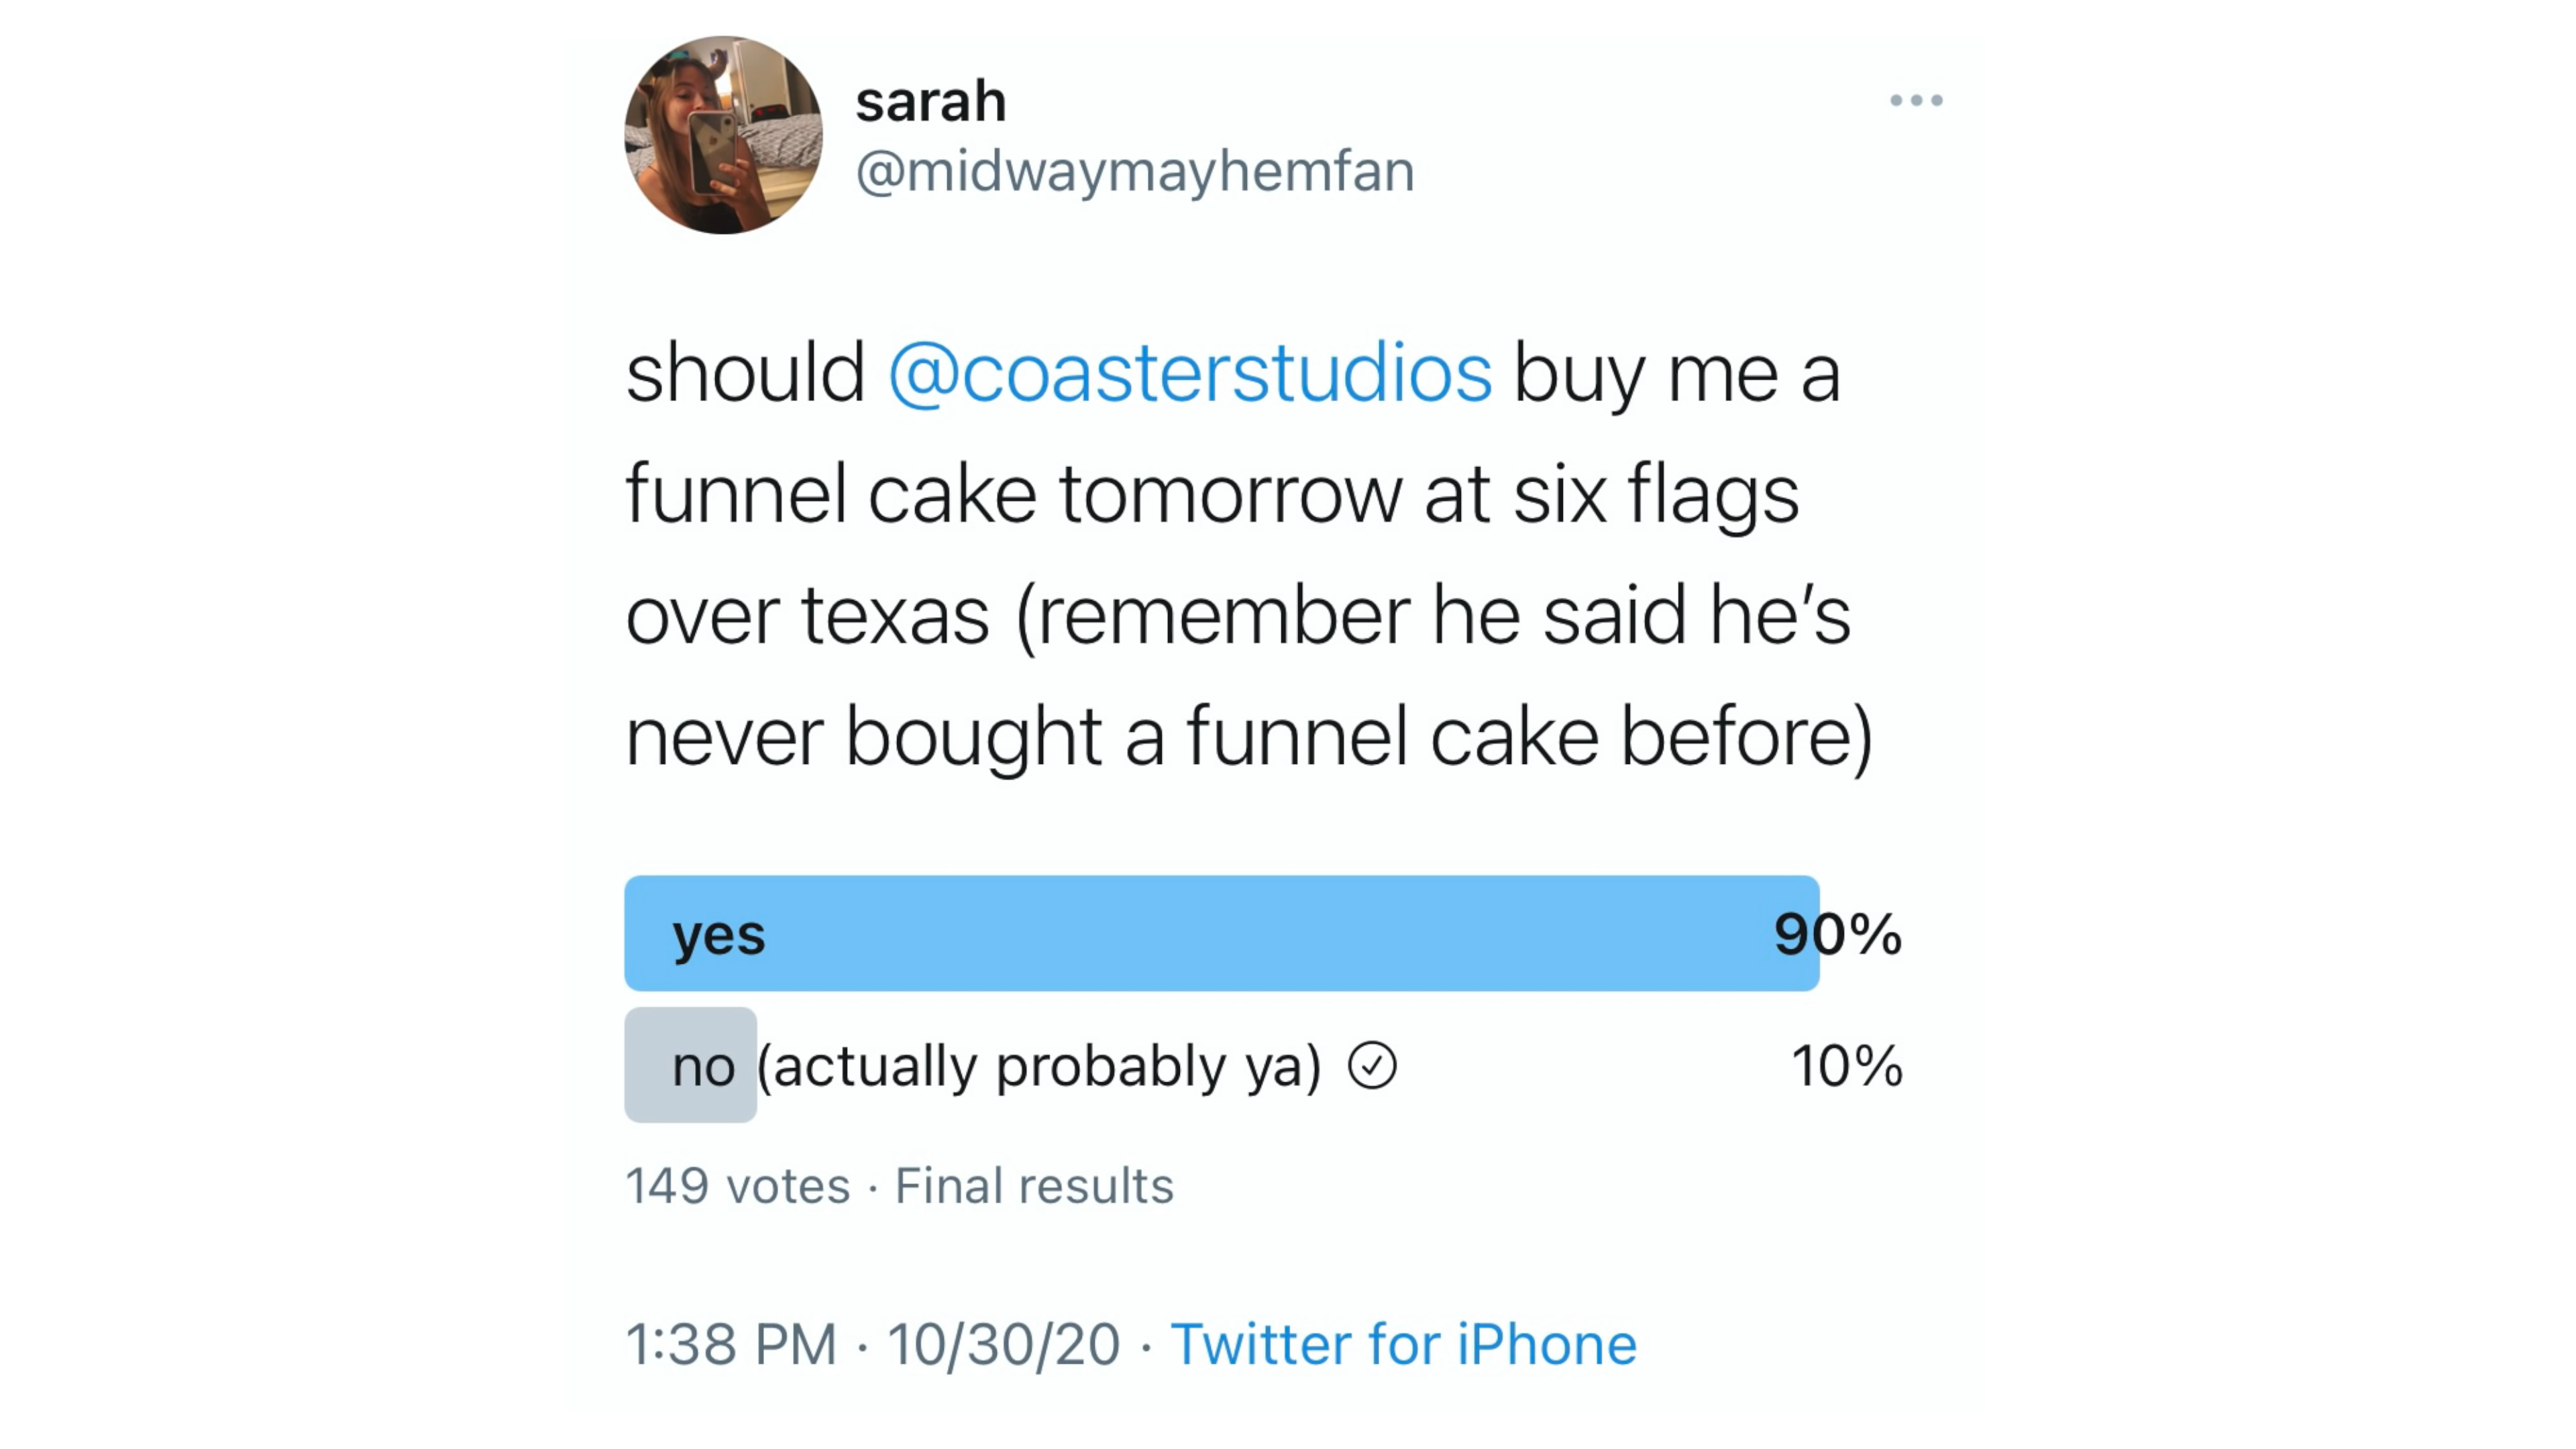 sarah
@midwaymayhemfan
should @coasterstudios buy me a
funnel cake tomorrow at six flags
over texas (remember he said he’s
never bought a funnel cake before)
yes 90%
no (actually probably ya) 10%
149 votes · Final results
1:38 PM · 10/30/20 · Twitter for iPhone